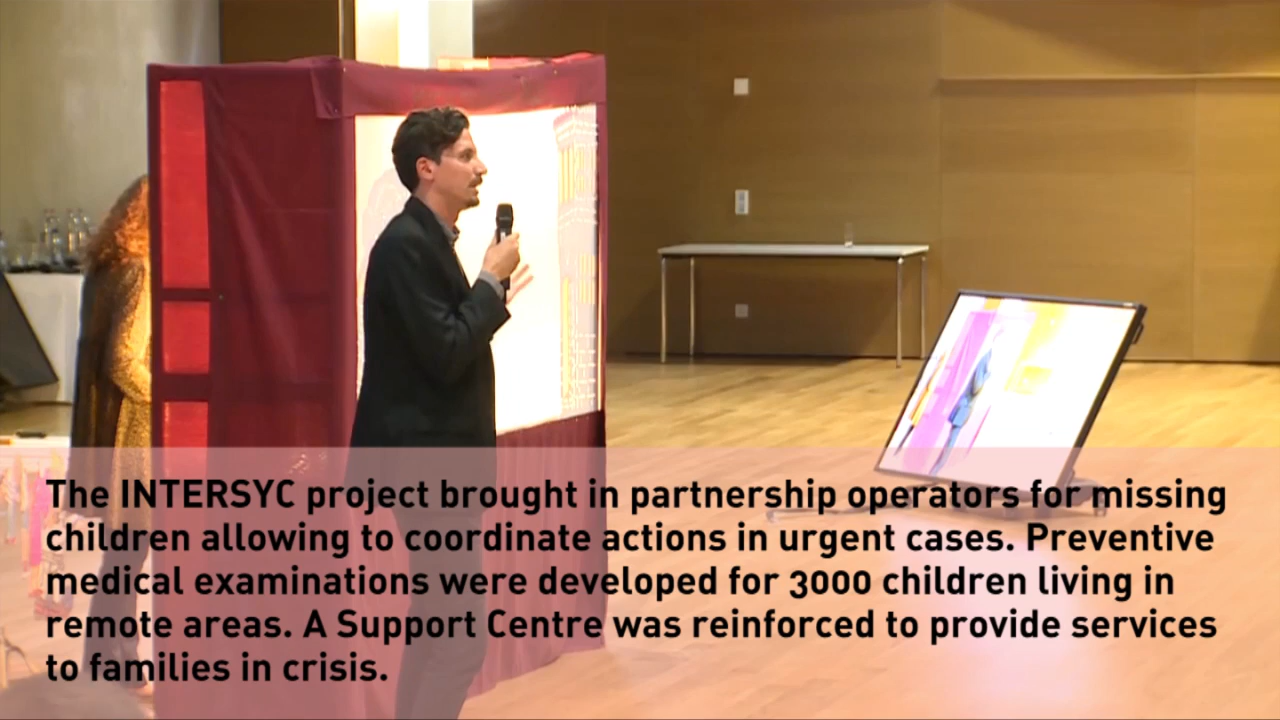 The INTERSYC project brought in partnership operators for missing
children allowing to coordinate actions in urgent cases. Preventive
medical examinations were developed for 3000 children living in
remote areas. A Support Centre was reinforced to provide services
to families in crisis.